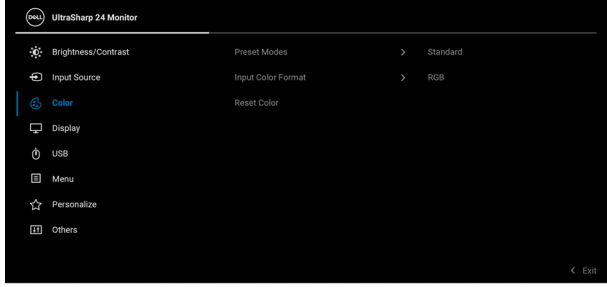 DELL UltraSharp 24 Monitor
Brightness/Contrast Preset Modes > Standard
Input Source Input Color Format > RGB
Color Reset Color
Display
USB
Menu
Personalize
Others
< Exit